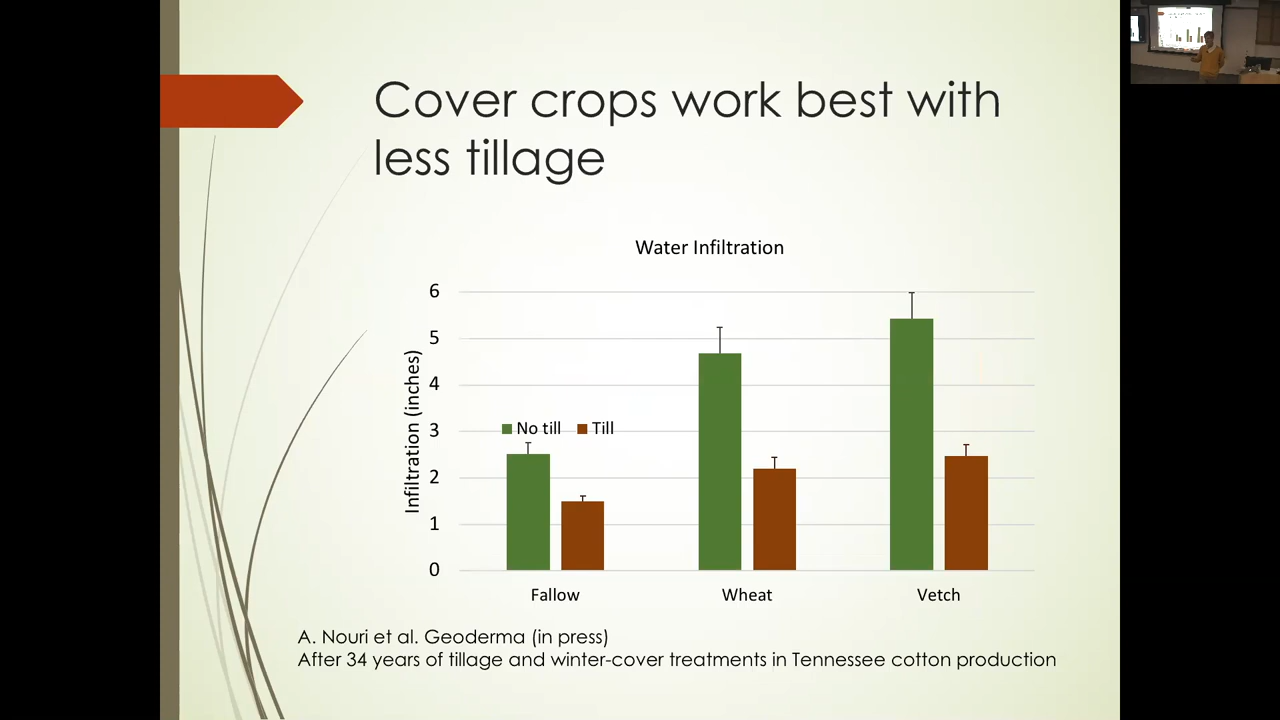 Cover crops work best with
less tillage
Water Infiltration
Infiltration (inches)
6
5
4
3
2
1
0
No till
Till
Fallow
Wheat
Vetch
A. Nouri et al. Geoderma (in press)
After 34 years of tillage and winter-cover treatments in Tennessee cotton production